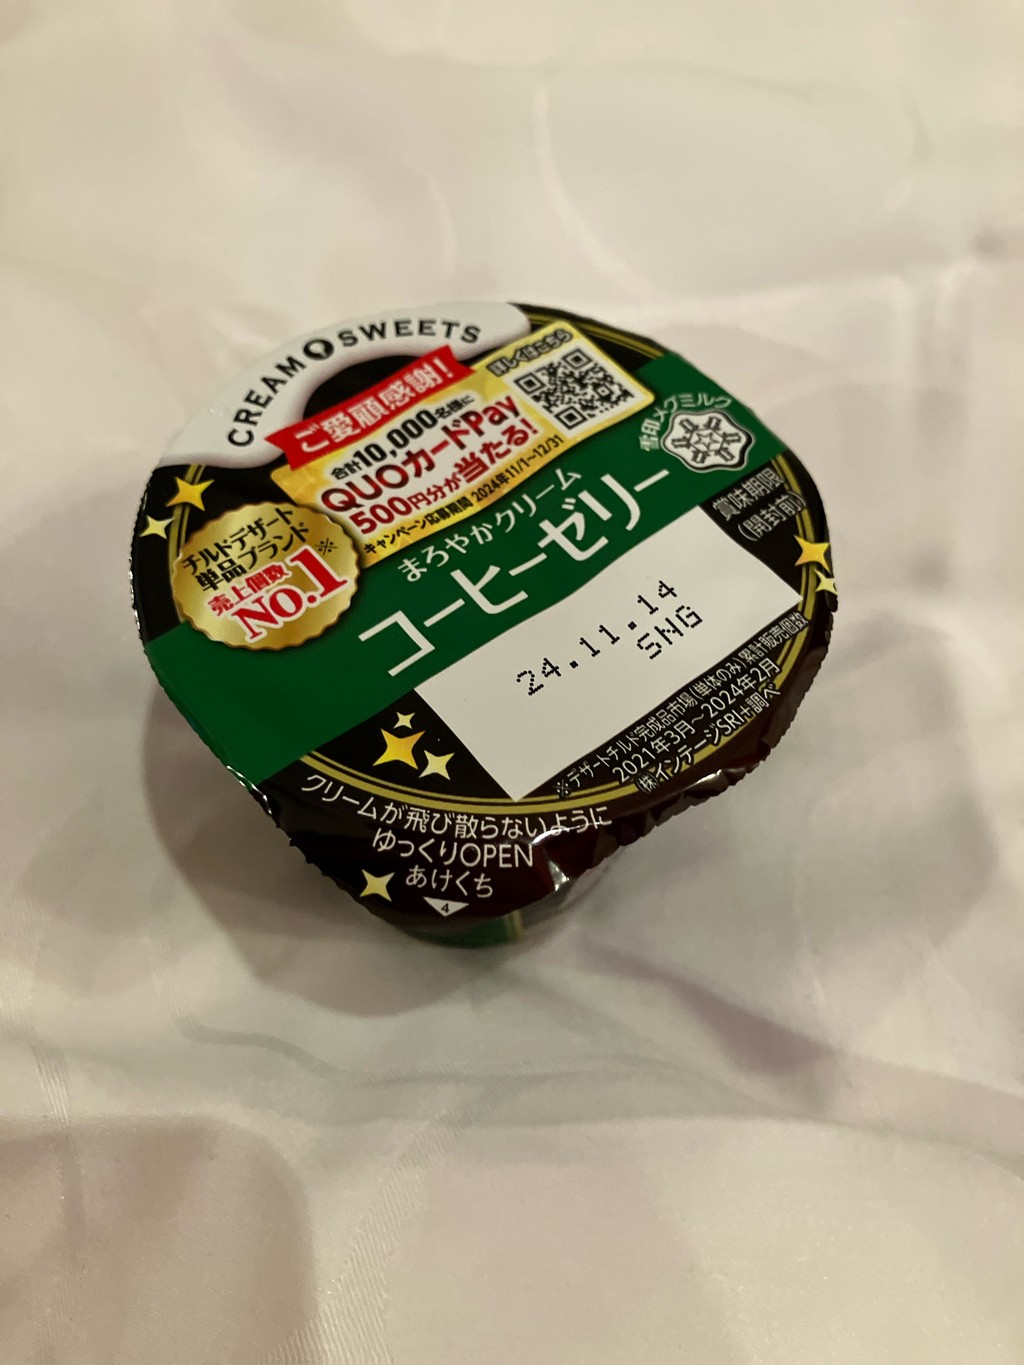 CREAM SWEETS
ご愛顧感謝!
合計10,000名様に
QUOカードPay
500円分が当たる!
キャンペーン応募期間 2024年11/1~12/31
詳しくはこちら
雪印メグミルク
チルドデザート
単品ブランド※
売上個数
NO.1
まろやかクリーム
コーヒーゼリー
賞味期限
(開封前)
24.11.14
SNG
※デザートチルド完成品市場(単体のみ)累計販売個数
2021年3月~2024年2月
(株)インテージSRI+調べ
クリームが飛び散らないように
ゆっくりOPEN
あけくち
4